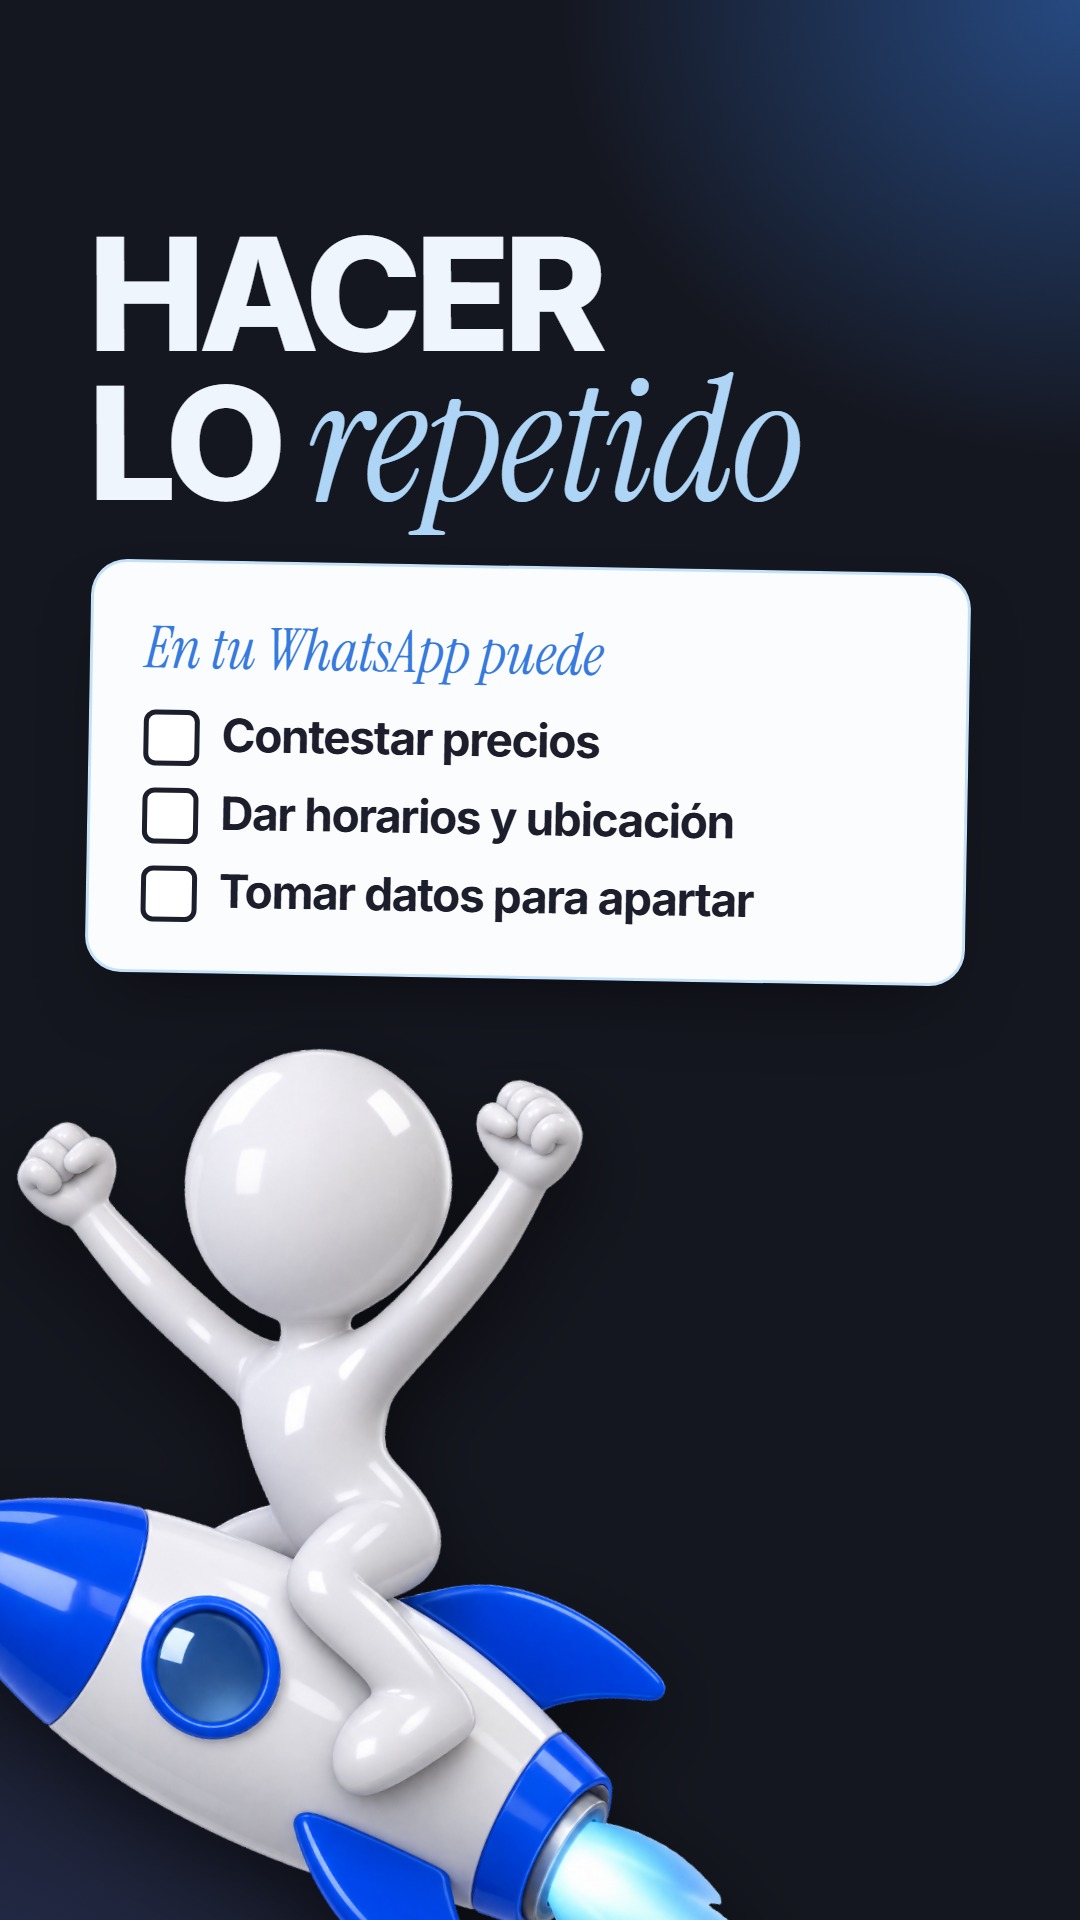 HACER
LO repetido
En tu WhatsApp puede
Contestar precios
Dar horarios y ubicación
Tomar datos para apartar